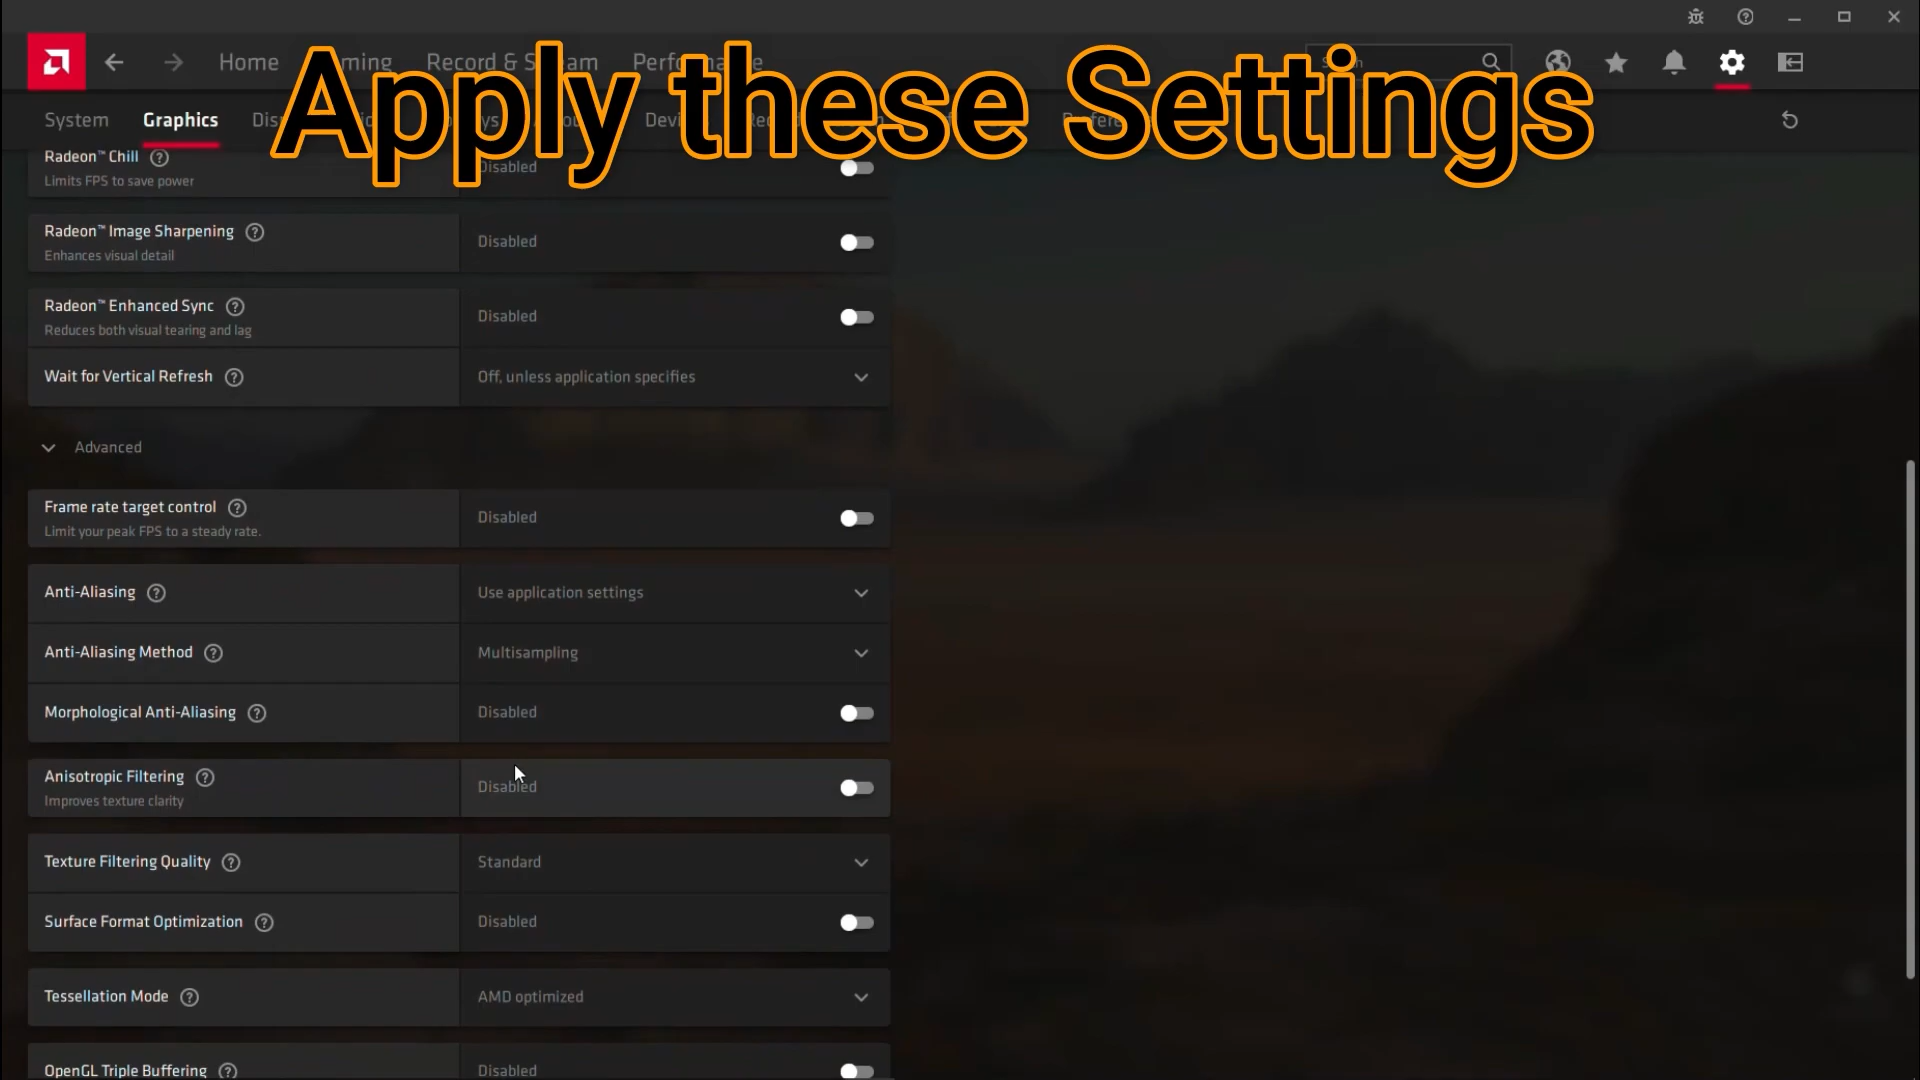 Apply these Settings
Home
Record & S
Perf
System
Graphics
Radeon™ Chill
Limits FPS to save power
Disabled
Radeon™ Image Sharpening
Enhances visual detail
Disabled
Radeon™ Enhanced Sync
Reduces both visual tearing and lag
Disabled
Wait for Vertical Refresh
Off, unless application specifies
Advanced
Frame rate target control
Limit your peak FPS to a steady rate.
Disabled
Anti-Aliasing
Use application settings
Anti-Aliasing Method
Multisampling
Morphological Anti-Aliasing
Disabled
Anisotropic Filtering
Improves texture clarity
Disabled
Texture Filtering Quality
Standard
Surface Format Optimization
Disabled
Tessellation Mode
AMD optimized
OpenGL Triple Buffering
Disabled